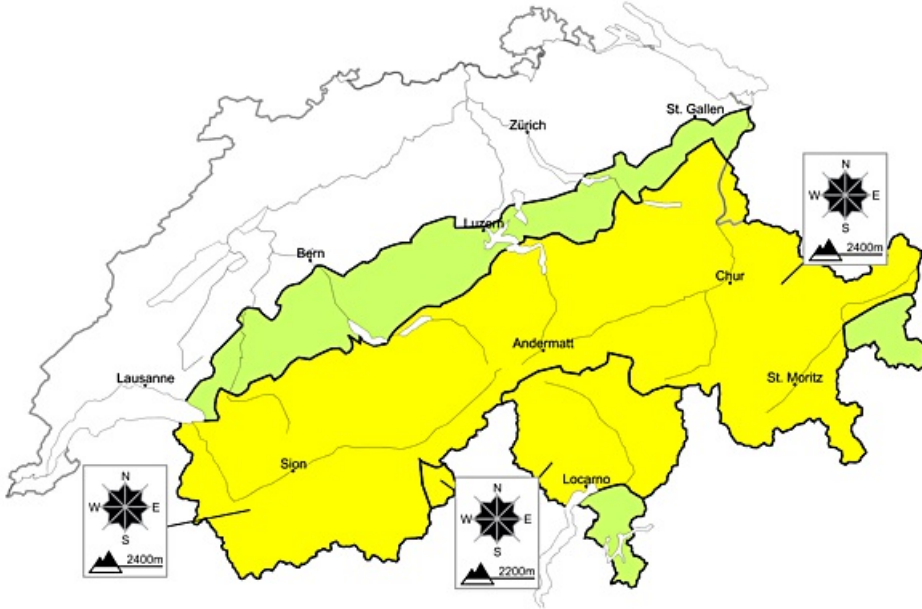 St. Gallen
Zürich
N
W E
S
2400m
Luzern
Bern
Chur
Andermatt
Lausanne
St. Moritz
Sion
Locarno
N
W E
S
2400m
N
W E
S
2200m